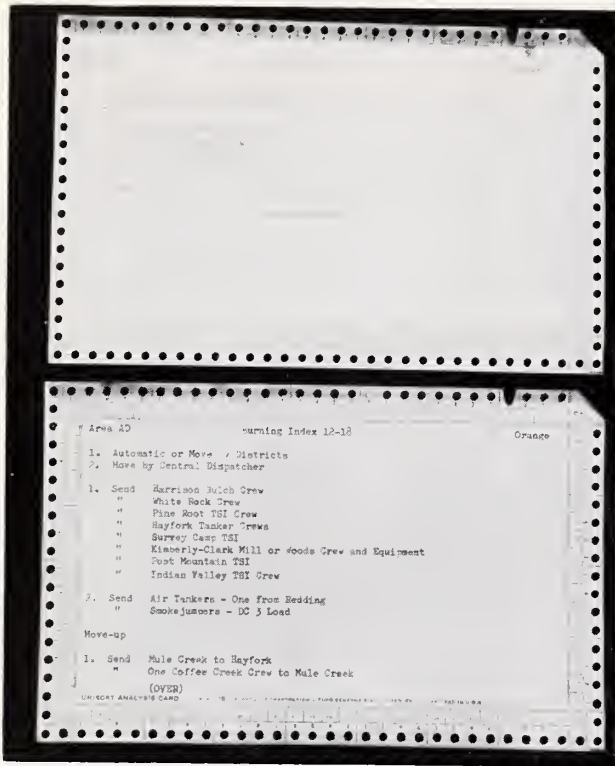 Area AD Burning Index 12-18 Orange
1. Automatic or Move Districts
2. Move by Central Dispatcher
1. Send Harrison Gulch Crew
" White Rock Crew
" Pine Root TSI Crew
" Hayfork Tanker Crews
" Survey Camp TSI
" Kimberly-Clark Mill or Woods Crew and Equipment
" Post Mountain TSI
" Indian Valley TSI Crew
2. Send Air Tankers - One from Redding
" Smokejumpers - DC 3 Load
Move-up
1. Send Mule Creek to Hayfork
" One Coffee Creek Crew to Mule Creek
(OVER)
UNISORT ANALYSIS CARD